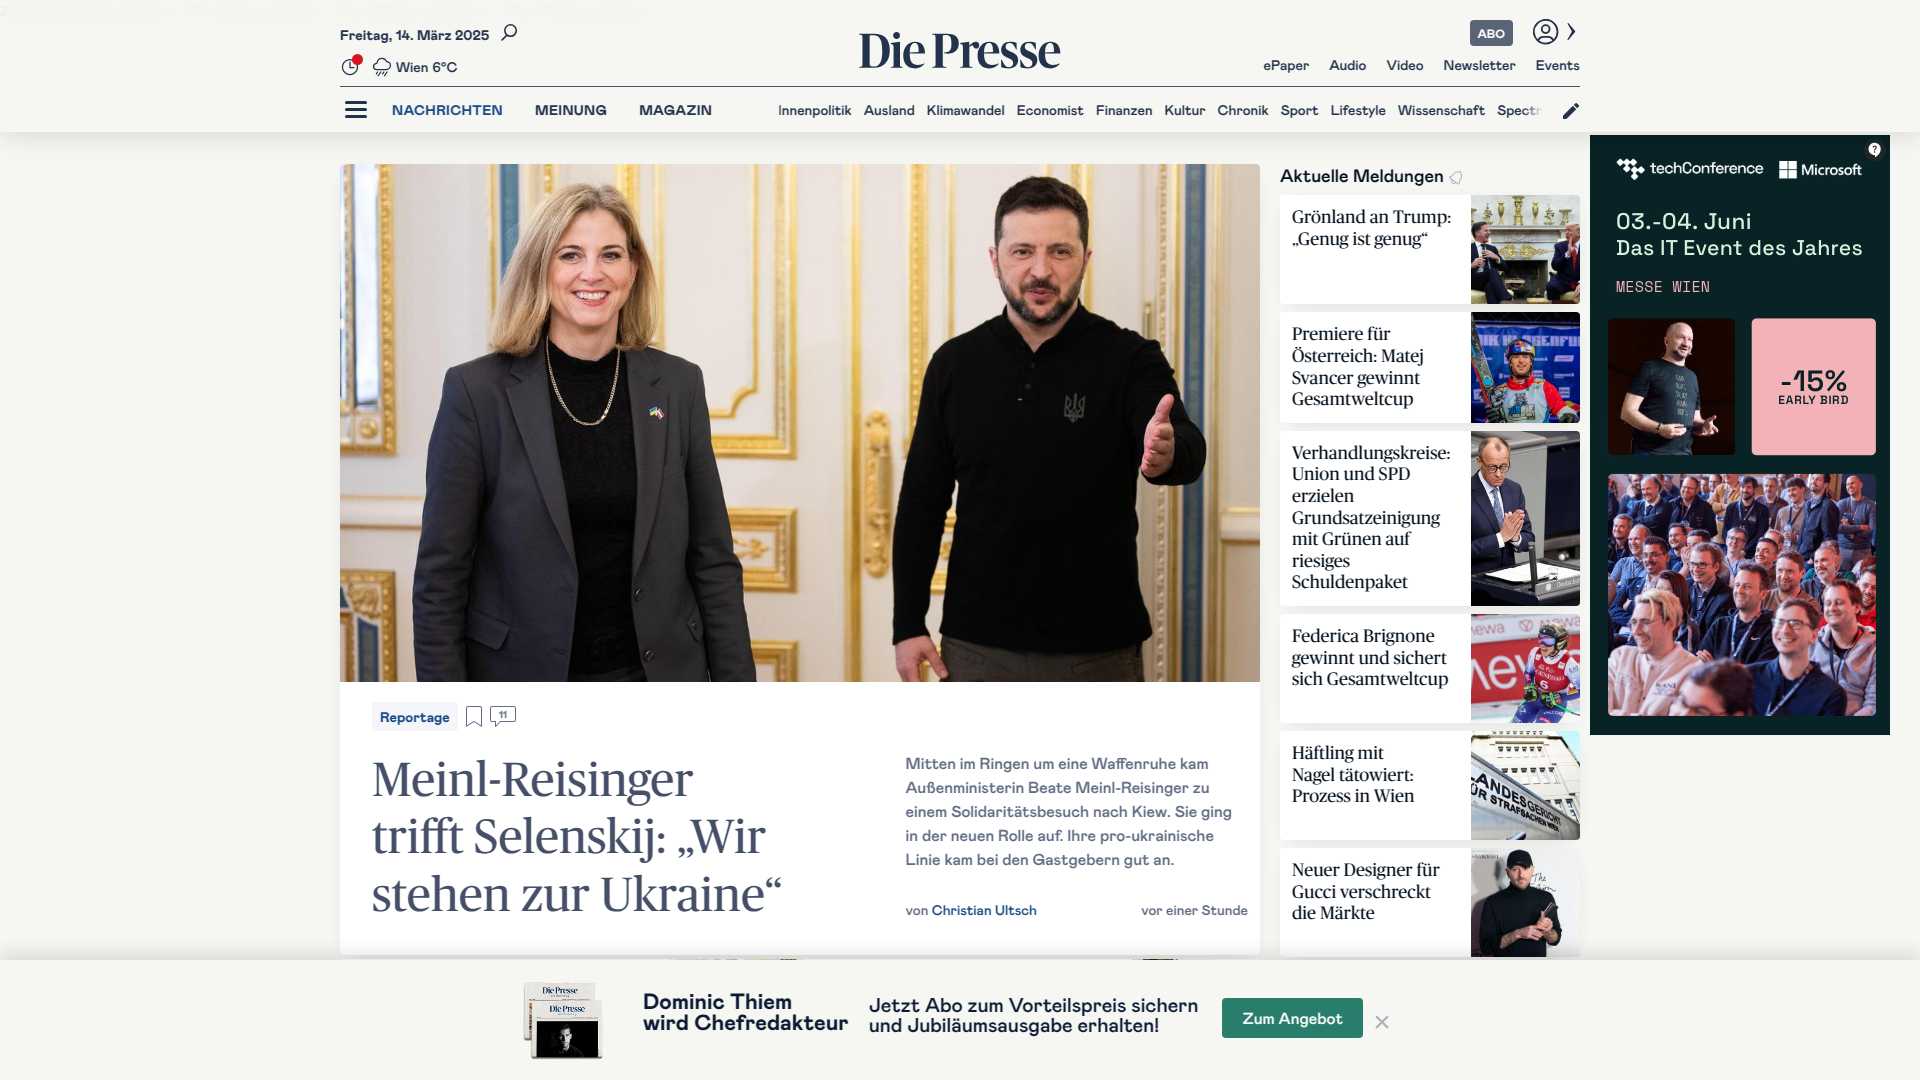 Freitag, 14. März 2025
Wien 6°C
Die Presse
ABO
ePaper Audio Video Newsletter Events
NACHRICHTEN MEINUNG MAGAZIN
Innenpolitik Ausland Klimawandel Economist Finanzen Kultur Chronik Sport Lifestyle Wissenschaft Spectr
Reportage
11
Meinl-Reisinger
trifft Selenskij: „Wir
stehen zur Ukraine“
Mitten im Ringen um eine Waffenruhe kam
Außenministerin Beate Meinl-Reisinger zu
einem Solidaritätsbesuch nach Kiew. Sie ging
in der neuen Rolle auf. Ihre pro-ukrainische
Linie kam bei den Gastgebern gut an.
von Christian Ultsch
vor einer Stunde
Aktuelle Meldungen
Grönland an Trump:
„Genug ist genug“
Premiere für
Österreich: Matej
Svancer gewinnt
Gesamtweltcup
Verhandlungskreise:
Union und SPD
erzielen
Grundsatzeinigung
mit Grünen auf
riesiges
Schuldenpaket
Federica Brignone
gewinnt und sichert
sich Gesamtweltcup
newa
6
Häftling mit
Nagel tätowiert:
Prozess in Wien
LANDESGERICHT
FÜR STRAFSACHEN WIEN
Neuer Designer für
Gucci verschreckt
die Märkte
The
techConference Microsoft
03.-04. Juni
Das IT Event des Jahres
MESSE WIEN
-15%
EARLY BIRD
Die Presse
Die Presse
Dominic Thiem
wird Chefredakteur
Jetzt Abo zum Vorteilspreis sichern
und Jubiläumsausgabe erhalten!
Zum Angebot